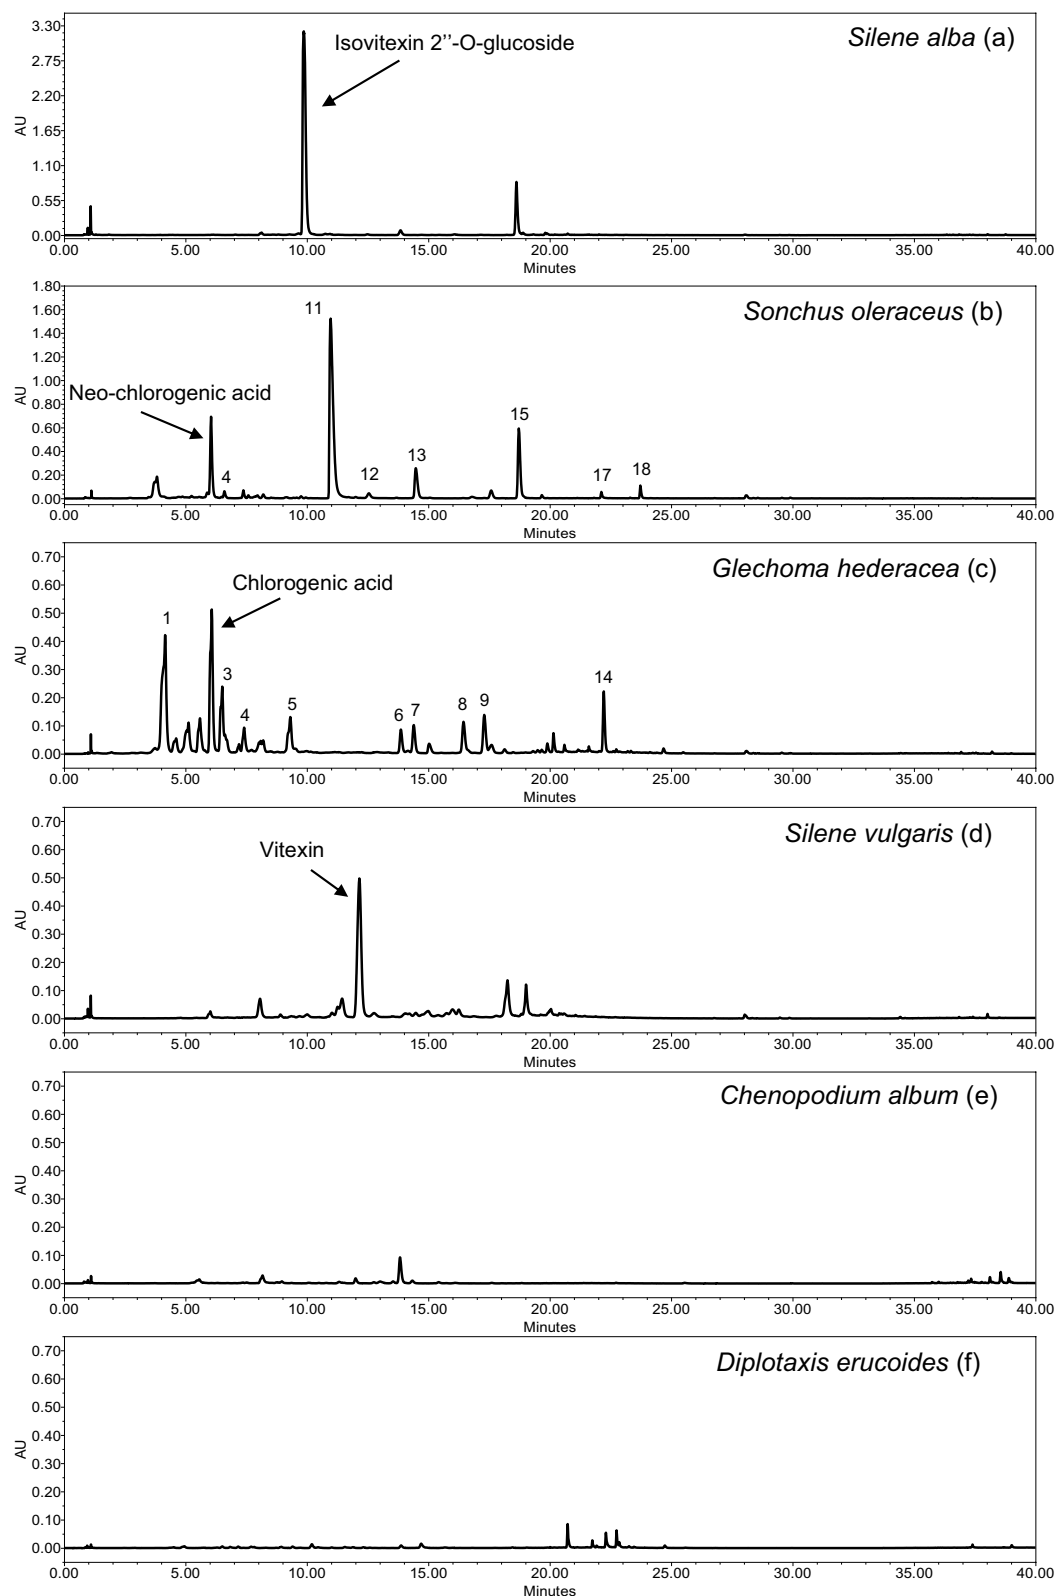 Silene alba (a)
Isovitexin 2''-O-glucoside
AU
3.30
2.75
2.20
1.65
1.10
0.55
0.00
0.00 5.00 10.00 15.00 20.00 25.00 30.00 35.00 40.00
Minutes
Sonchus oleraceus (b)
Neo-chlorogenic acid
AU
1.80
1.60
1.40
1.20
1.00
0.80
0.60
0.40
0.20
0.00
4 11 12 13 15 17 18
0.00 5.00 10.00 15.00 20.00 25.00 30.00 35.00 40.00
Minutes
Glechoma hederacea (c)
Chlorogenic acid
AU
0.70
0.60
0.50
0.40
0.30
0.20
0.10
0.00
1 3 4 5 6 7 8 9 14
0.00 5.00 10.00 15.00 20.00 25.00 30.00 35.00 40.00
Minutes
Silene vulgaris (d)
Vitexin
AU
0.70
0.60
0.50
0.40
0.30
0.20
0.10
0.00
0.00 5.00 10.00 15.00 20.00 25.00 30.00 35.00 40.00
Minutes
Chenopodium album (e)
AU
0.70
0.60
0.50
0.40
0.30
0.20
0.10
0.00
0.00 5.00 10.00 15.00 20.00 25.00 30.00 35.00 40.00
Minutes
Diplotaxis erucoides (f)
AU
0.70
0.60
0.50
0.40
0.30
0.20
0.10
0.00
0.00 5.00 10.00 15.00 20.00 25.00 30.00 35.00 40.00
Minutes